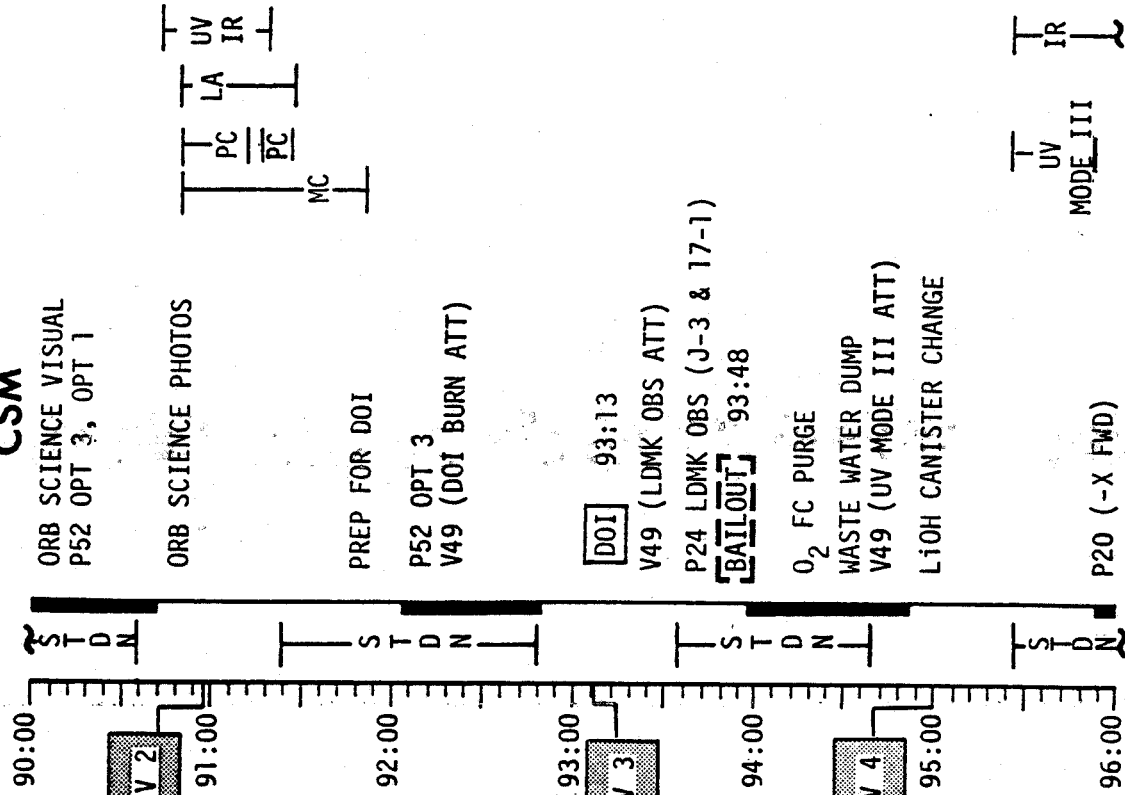 CSM
90:00
91:00
92:00
93:00
94:00
95:00
96:00
V 2
V 3
V 4
STDN
STDN
STDN
STDN
ORB SCIENCE VISUAL
P52 OPT 3, OPT 1
ORB SCIENCE PHOTOS
PREP FOR DOI
P52 OPT 3
V49 (DOI BURN ATT)
DOI 93:13
V49 (LDMK OBS ATT)
P24 LDMK OBS (J-3 & 17-1)
BAILOUT 93:48
O₂ FC PURGE
WASTE WATER DUMP
V49 (UV MODE III ATT)
LiOH CANISTER CHANGE
P20 (-X FWD)
MC
PC
PC
LA
UV
IR
UV
MODE III
IR